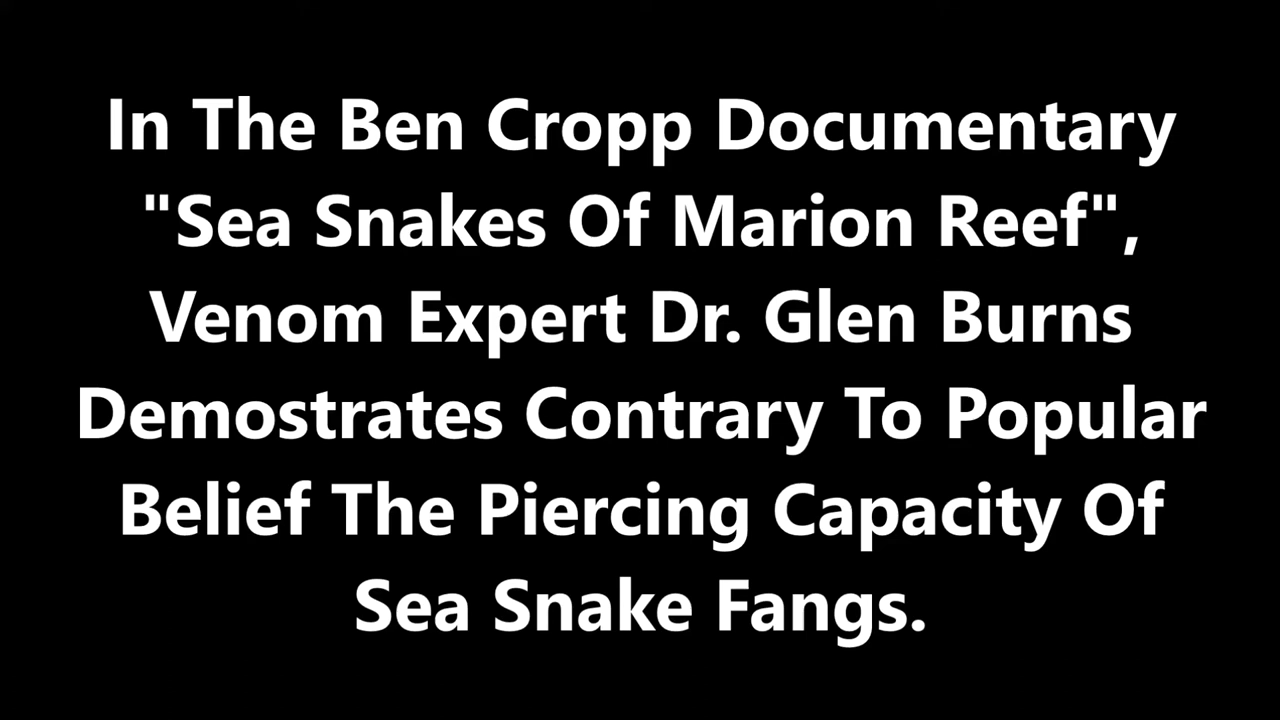 In The Ben Cropp Documentary
"Sea Snakes Of Marion Reef",
Venom Expert Dr. Glen Burns
Demostrates Contrary To Popular
Belief The Piercing Capacity Of
Sea Snake Fangs.